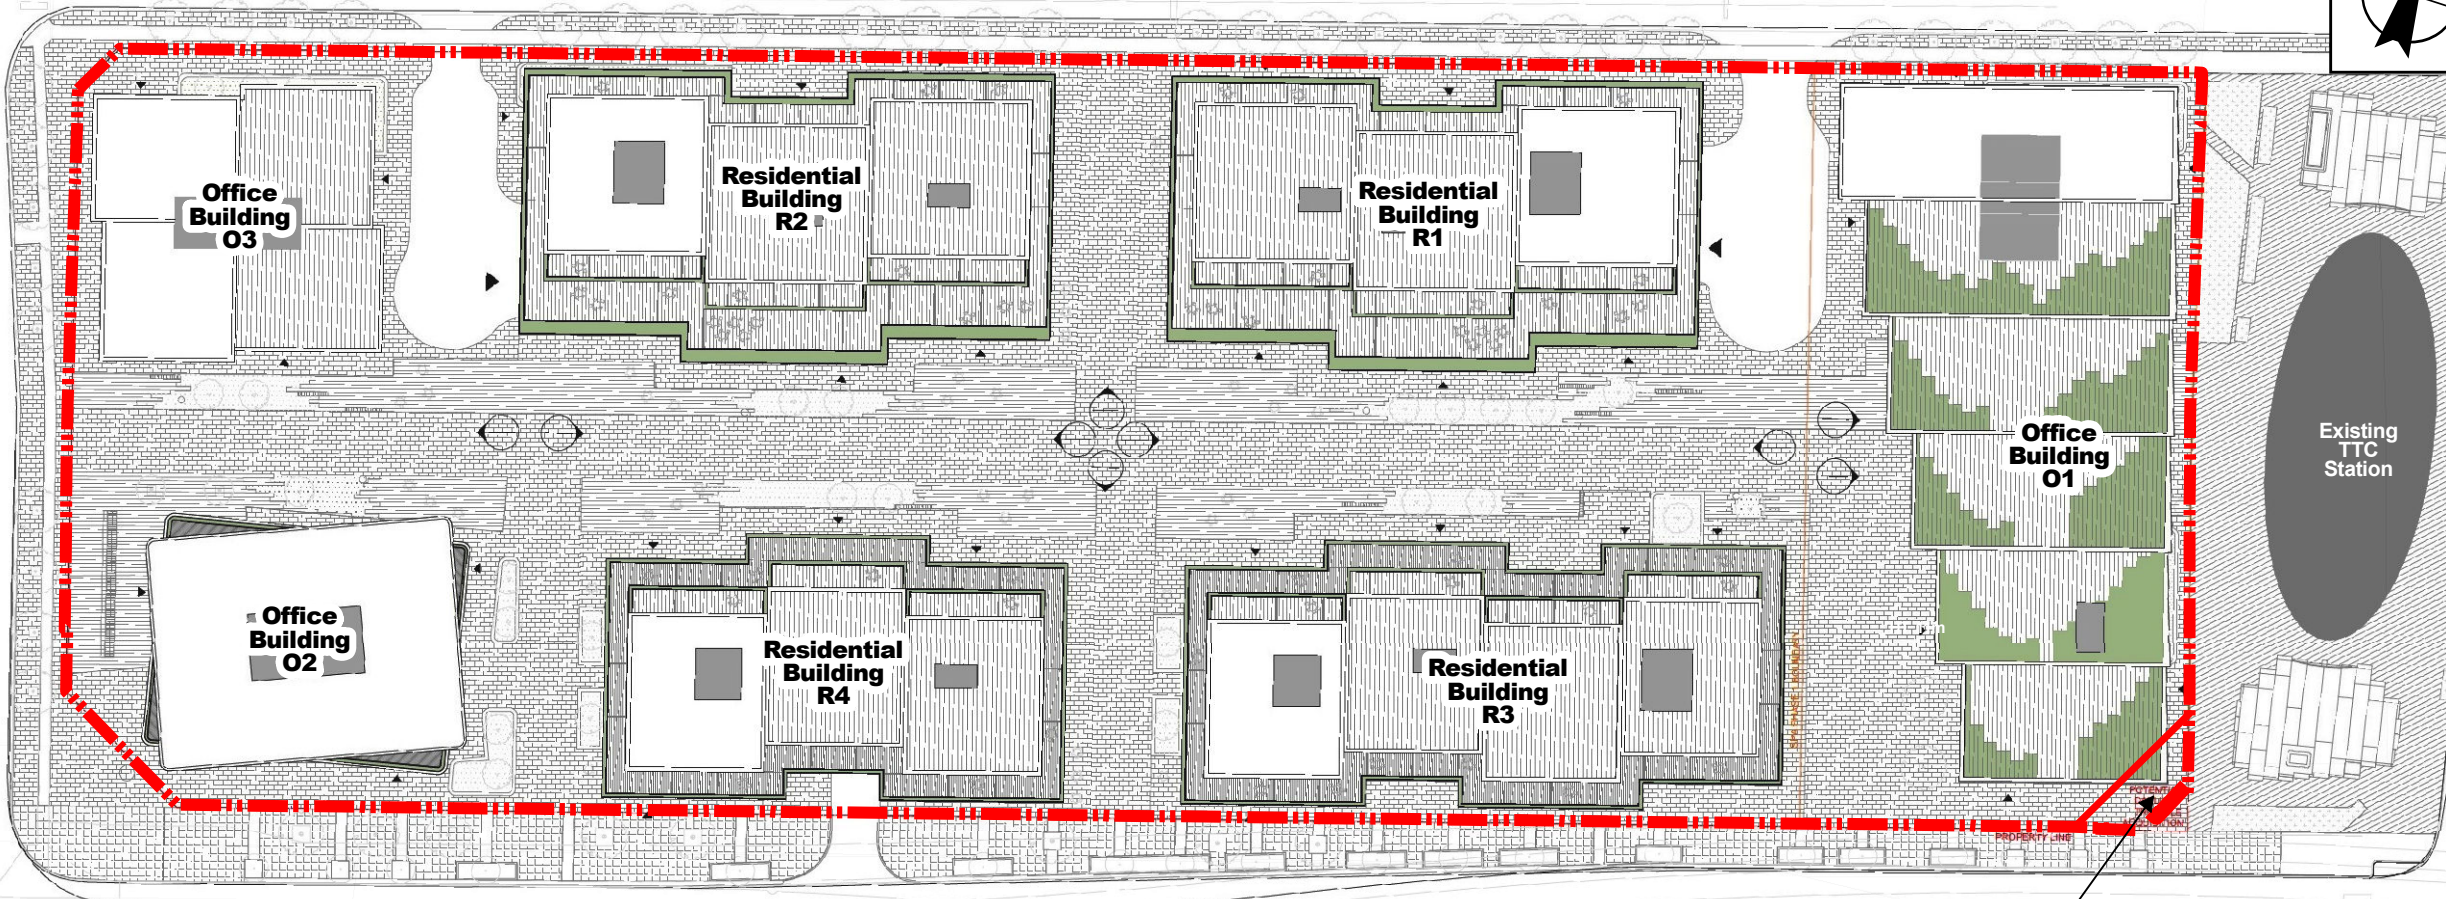 Office
Building
O3
Residential
Building
R2
Residential
Building
R1
Office
Building
O1
Existing
TTC
Station
Office
Building
O2
Residential
Building
R4
Residential
Building
R3
PROPERTY LINE